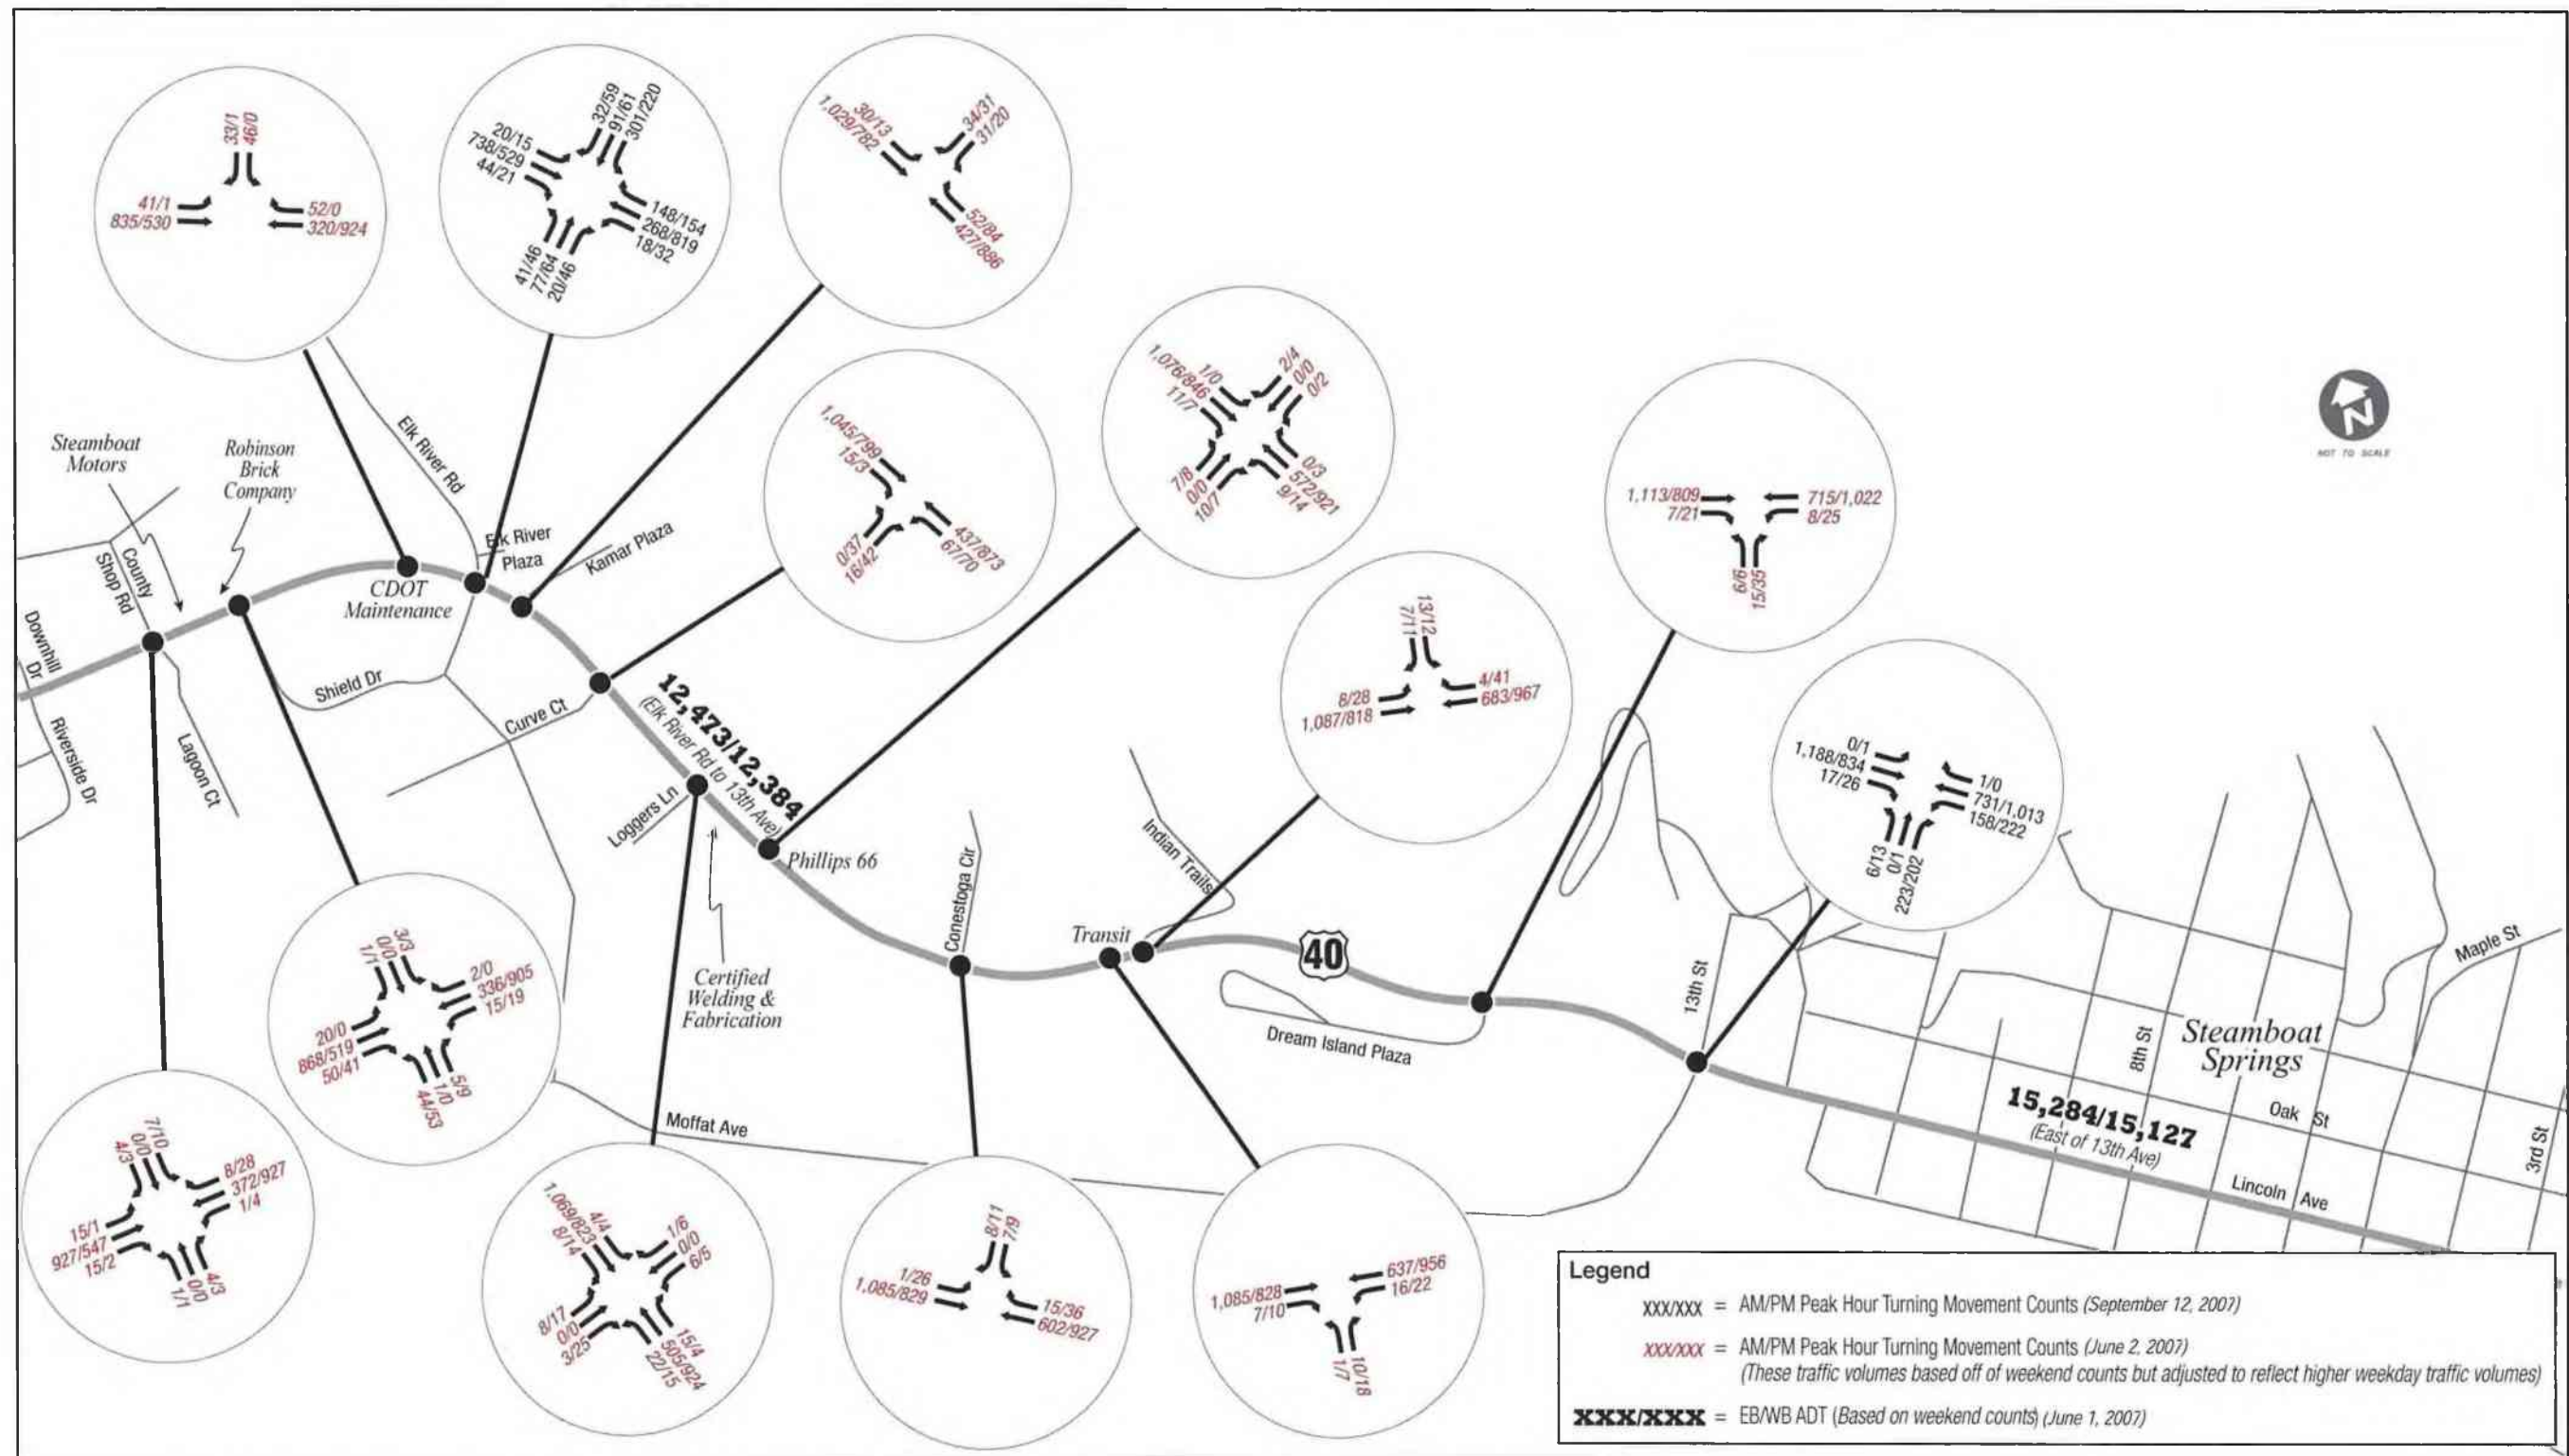 33/1
46/0
41/1
835/530
52/0
320/924
32/59
91/61
301/220
20/15
738/529
44/21
148/154
268/819
18/32
41/46
77/64
20/46
30/13
1,029/782
34/31
31/20
52/84
427/886
1,045/799
15/3
437/873
67/70
0/37
16/42
1/0
1,076/846
11/7
2/4
0/0
0/2
0/3
572/921
9/14
7/8
0/0
10/7
1,113/809
7/21
715/1,022
8/25
6/6
15/35
13/12
7/11
8/28
1,087/818
4/41
683/967
0/1
1,188/834
17/26
1/0
731/1,013
158/222
6/13
0/1
223/202
N
NOT TO SCALE
Steamboat
Motors
Robinson
Brick
Company
Elk River Rd
Elk River
Plaza
Kamar Plaza
County
Shop Rd
CDOT
Maintenance
Downhill
Dr
Riverside Dr
Lagoon Ct
Shield Dr
Curve Ct
12,473/12,384
(Elk River Rd to 13th Ave)
Loggers Ln
Phillips 66
Certified
Welding &
Fabrication
Conestoga Cir
Indian Trails
Transit
40
Dream Island Plaza
13th St
8th St
Steamboat
Springs
Maple St
Oak St
3rd St
15,284/15,127
(East of 13th Ave)
Lincoln Ave
Moffat Ave
3/3
0/0
1/1
2/0
336/905
15/19
20/0
868/519
50/41
5/9
1/0
44/53
7/10
0/0
4/3
8/28
372/927
1/4
15/1
927/547
15/2
4/3
0/0
1/1
4/4
1,069/823
8/14
1/6
0/0
6/5
8/17
0/0
3/25
15/4
505/924
22/15
8/11
7/9
1/26
1,085/829
15/36
602/927
1,085/828
7/10
637/956
16/22
1/7
10/18
Legend
XXX/XXX = AM/PM Peak Hour Turning Movement Counts (September 12, 2007)
XXX/XXX = AM/PM Peak Hour Turning Movement Counts (June 2, 2007)
(These traffic volumes based off of weekend counts but adjusted to reflect higher weekday traffic volumes)
XXX/XXX = EB/WB ADT (Based on weekend counts) (June 1, 2007)